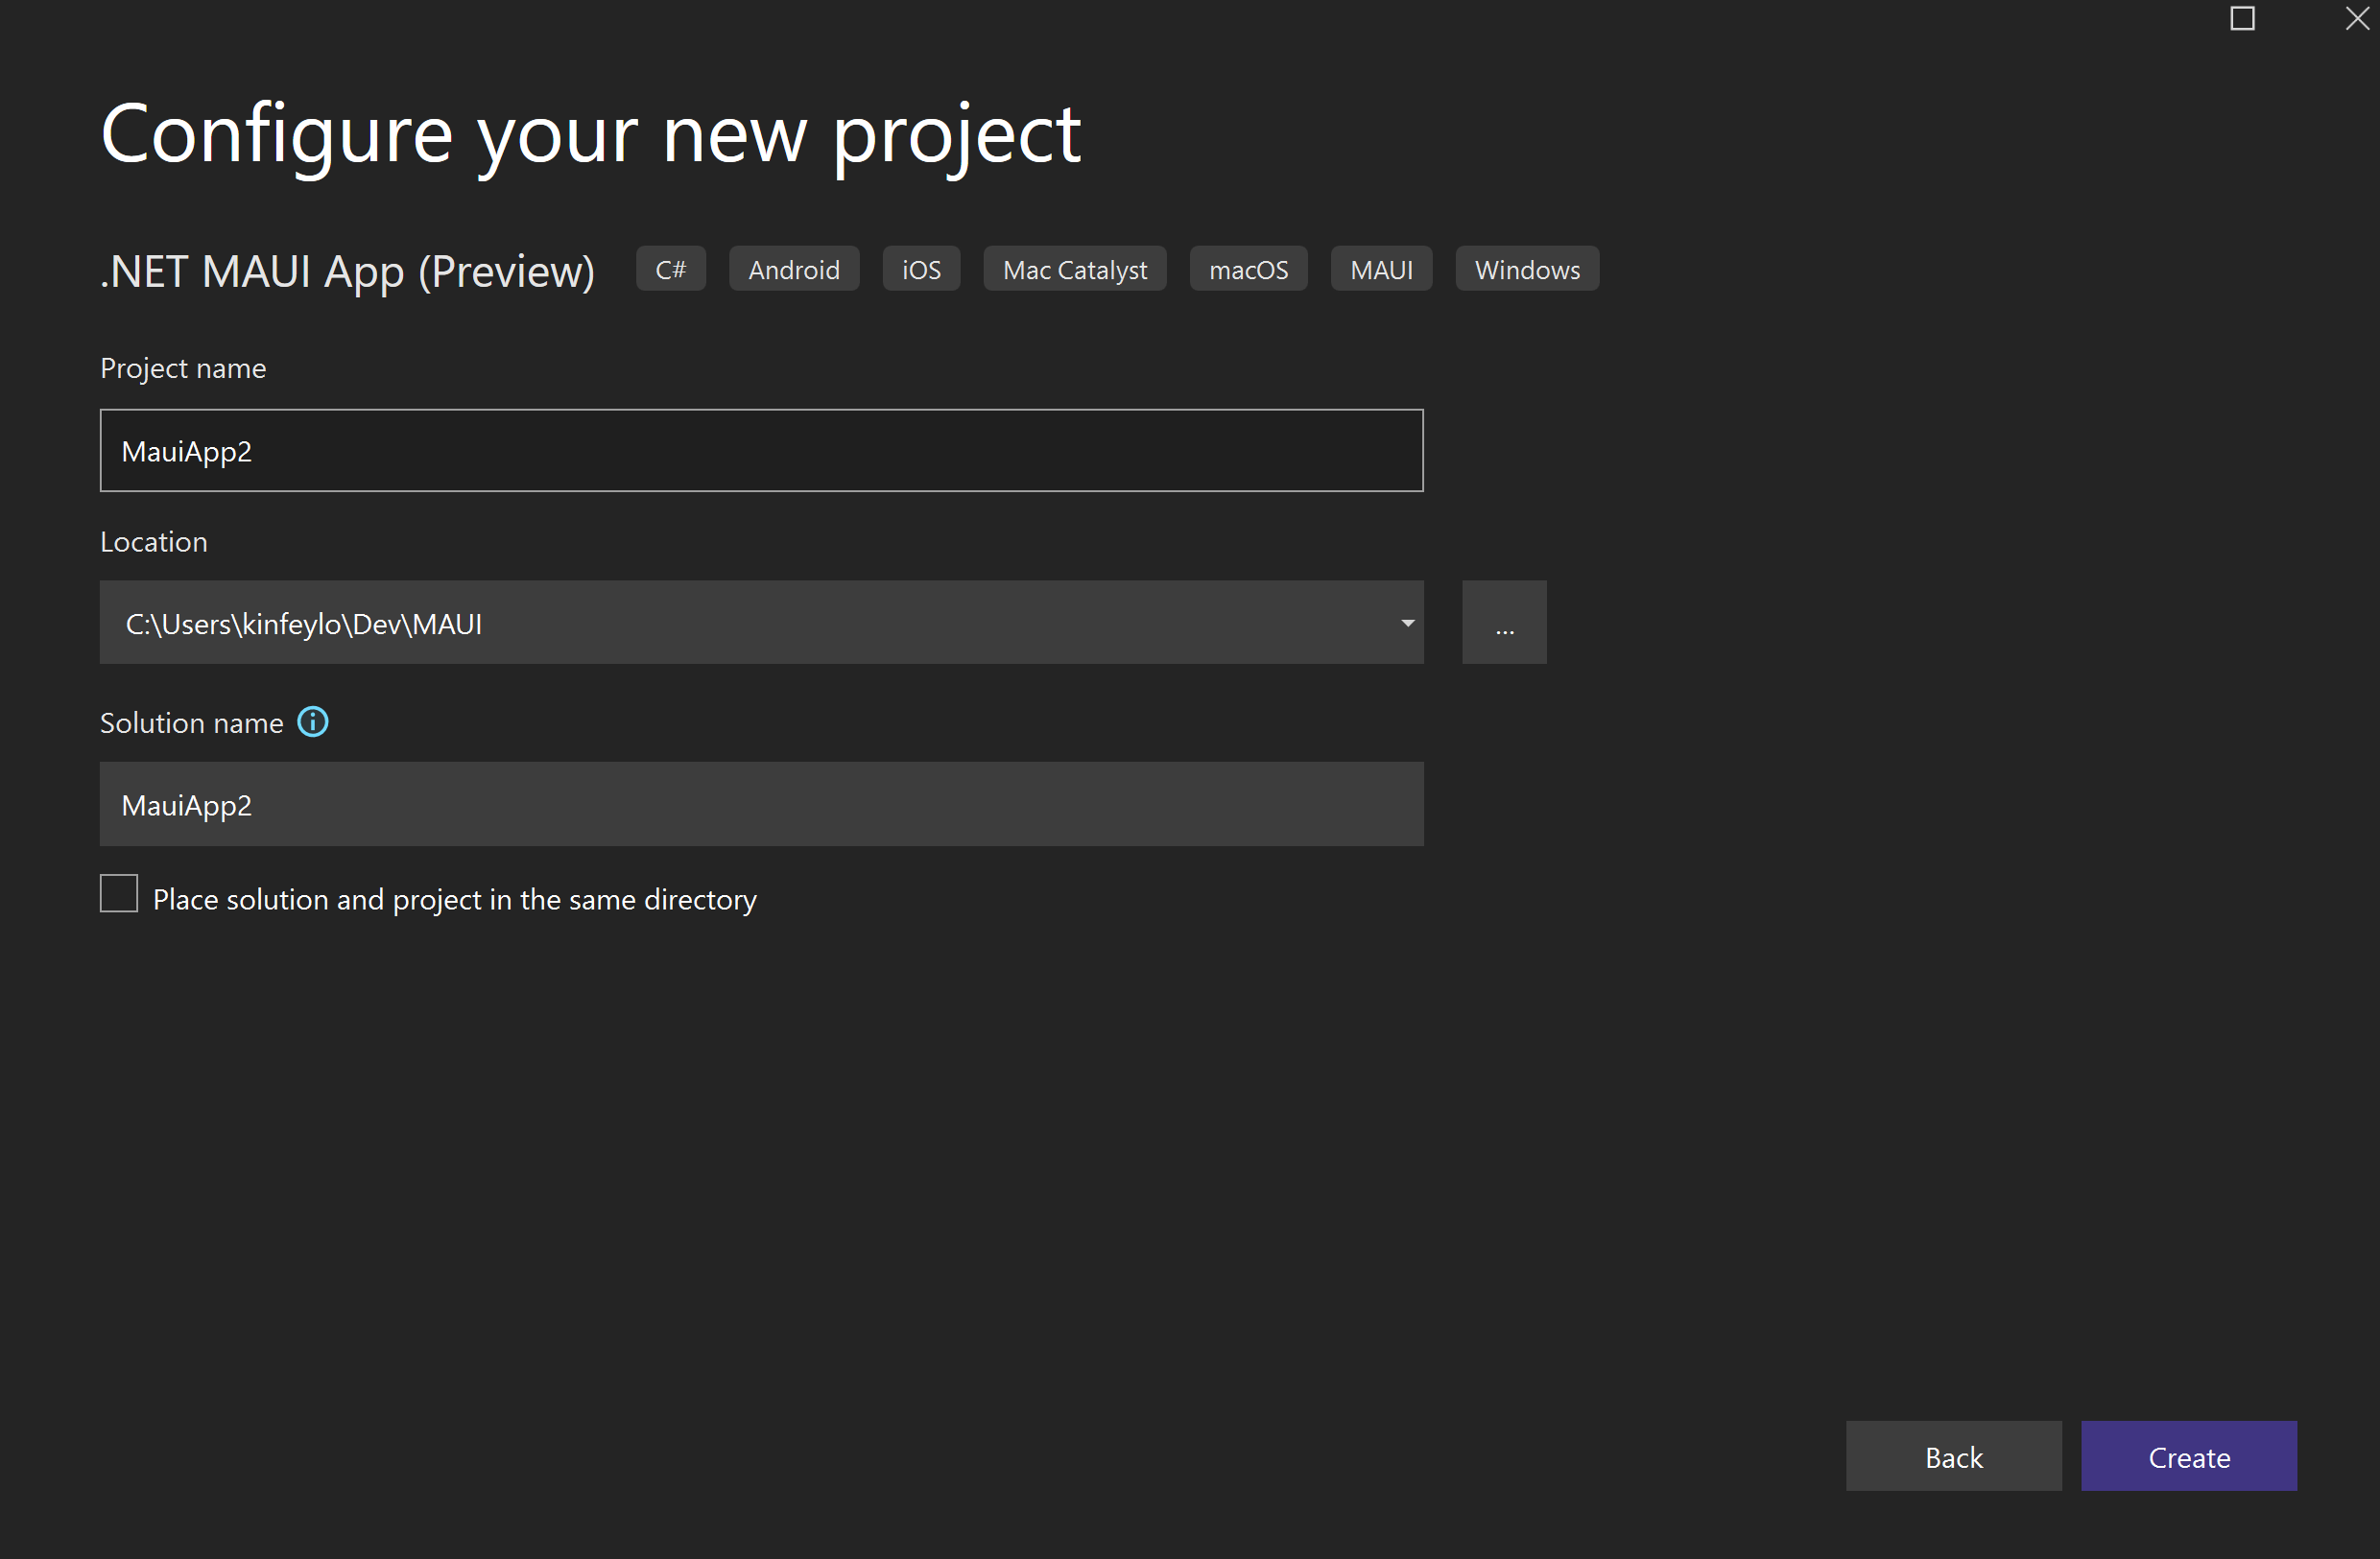 Configure your new project
.NET MAUI App (Preview) C# Android iOS Mac Catalyst macOS MAUI Windows
Project name
MauiApp2
Location
C:\Users\kinfeylo\Dev\MAUI
...
Solution name
MauiApp2
Place solution and project in the same directory
Back Create